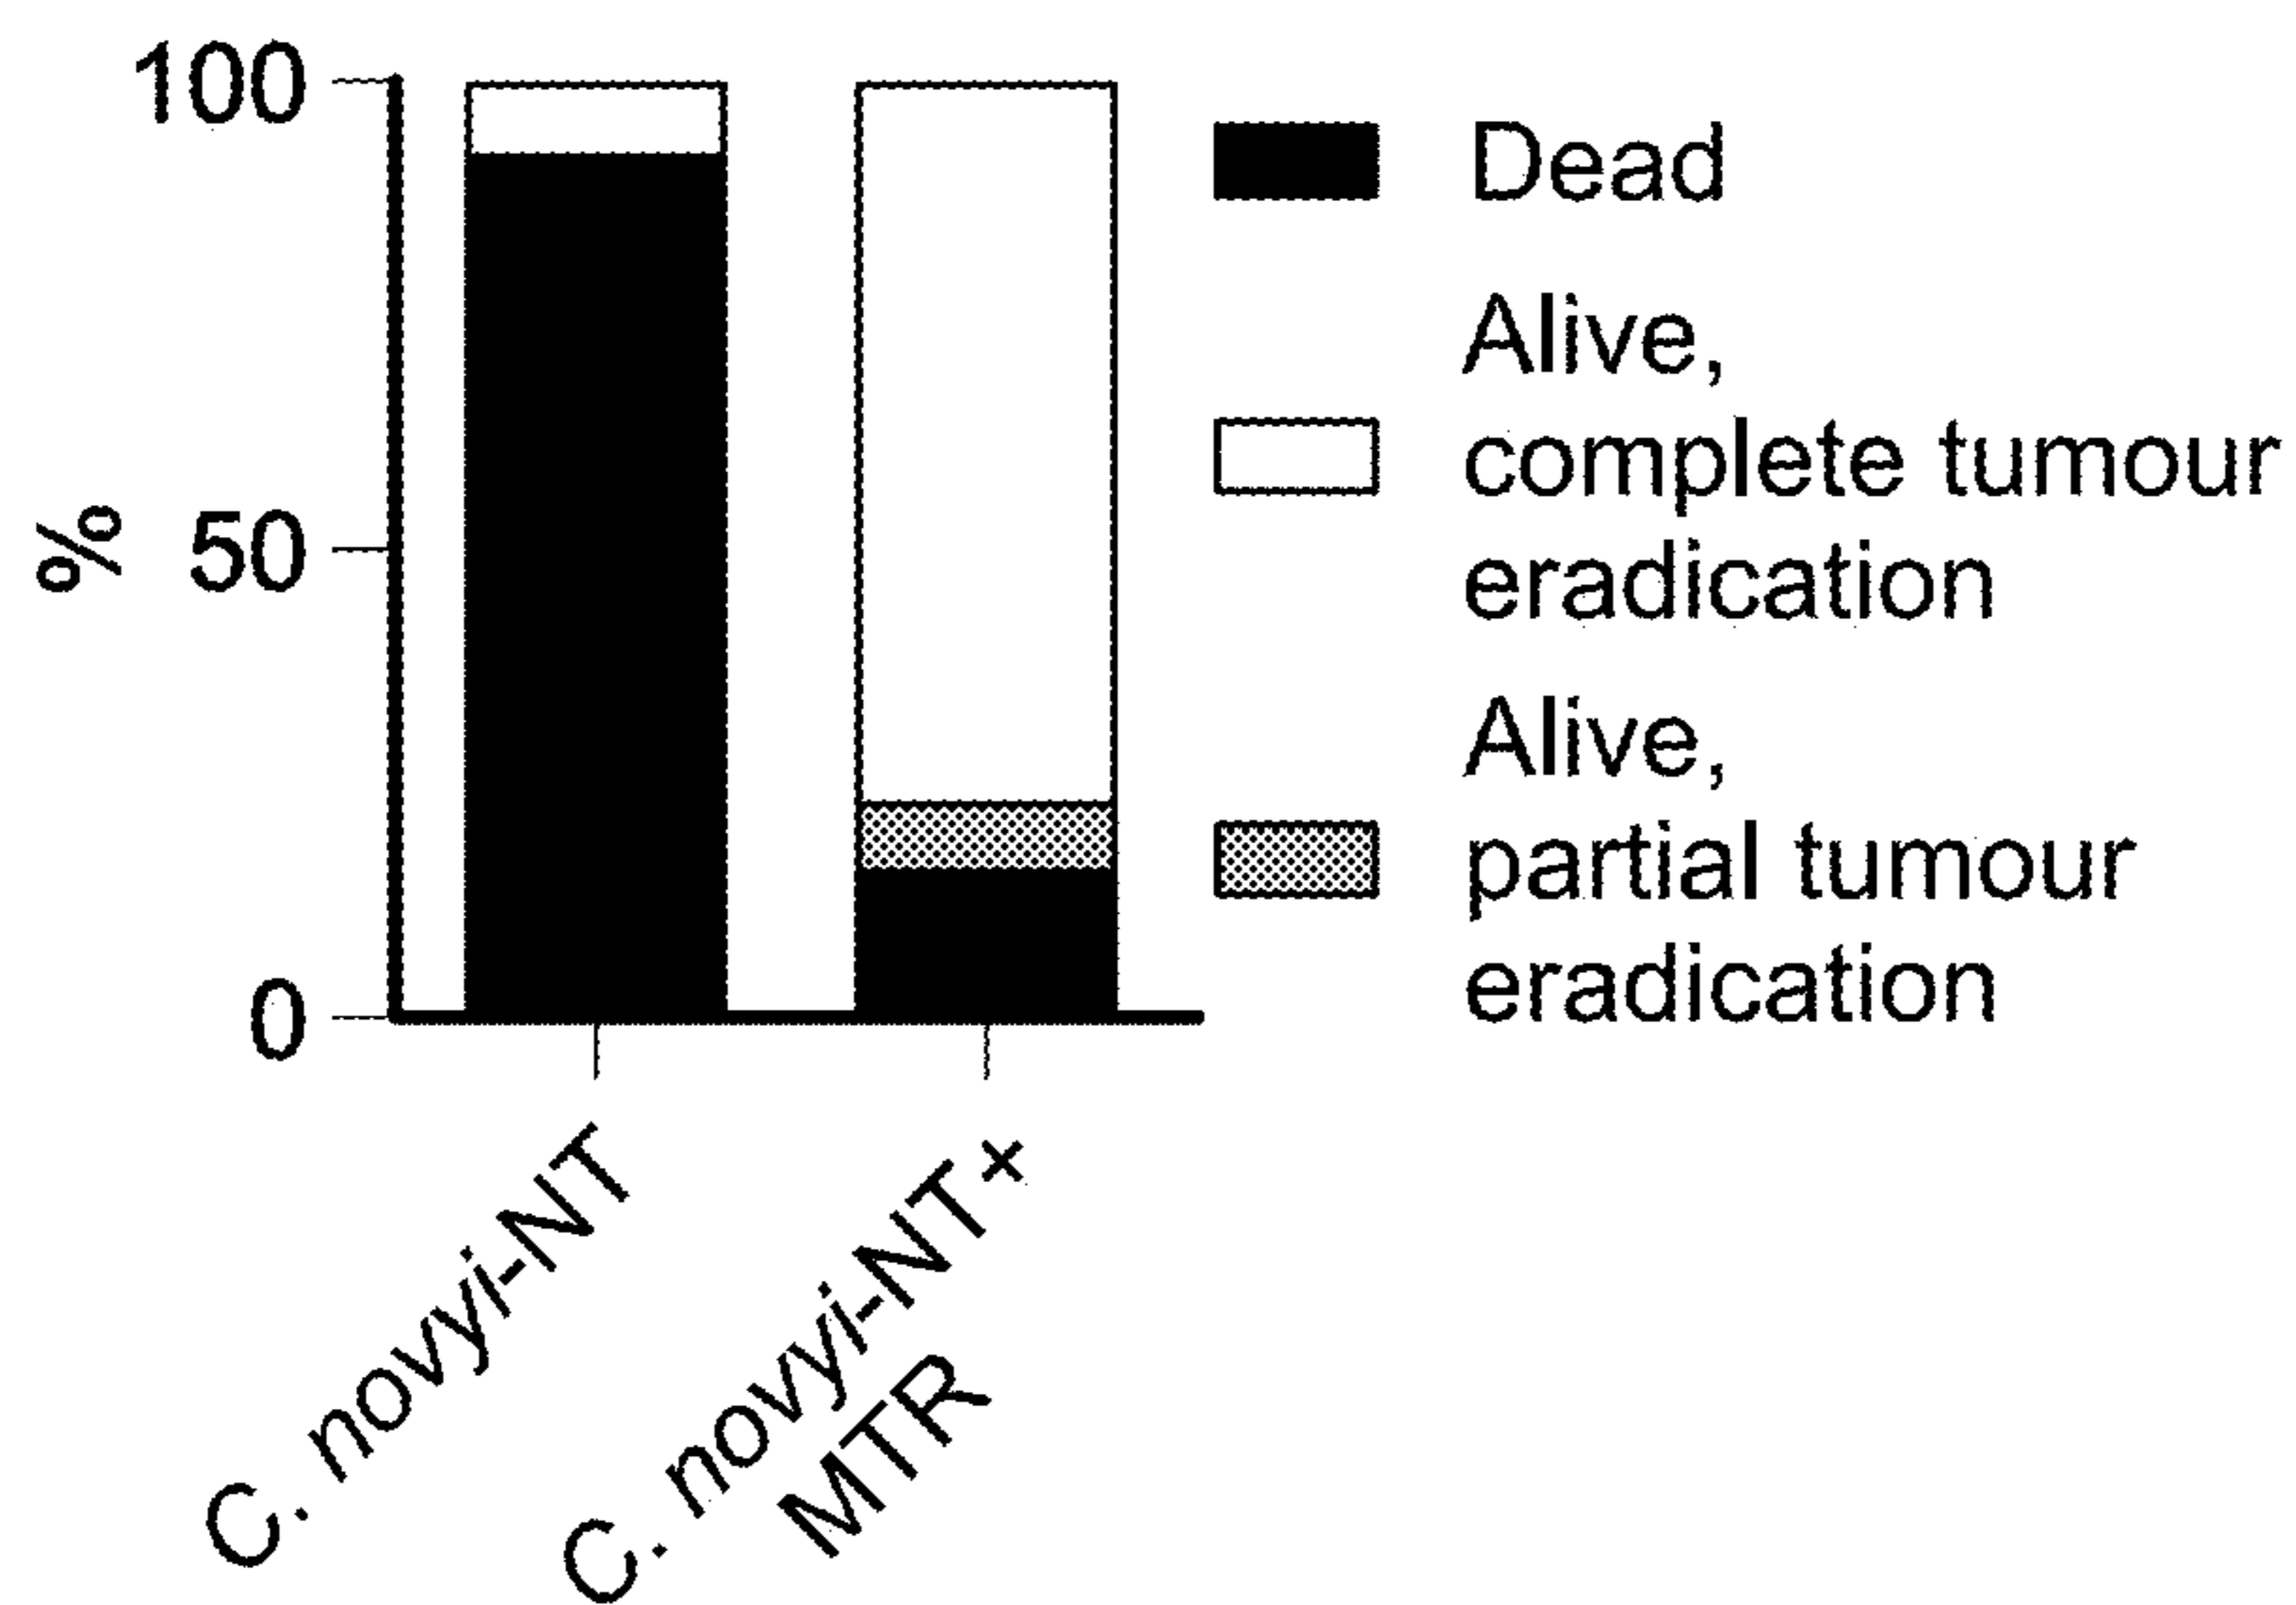 100
50
0
%
Dead
Alive,
complete tumour
eradication
Alive,
partial tumour
eradication
C. novyi-NT
C. novyi-NT+
MTR